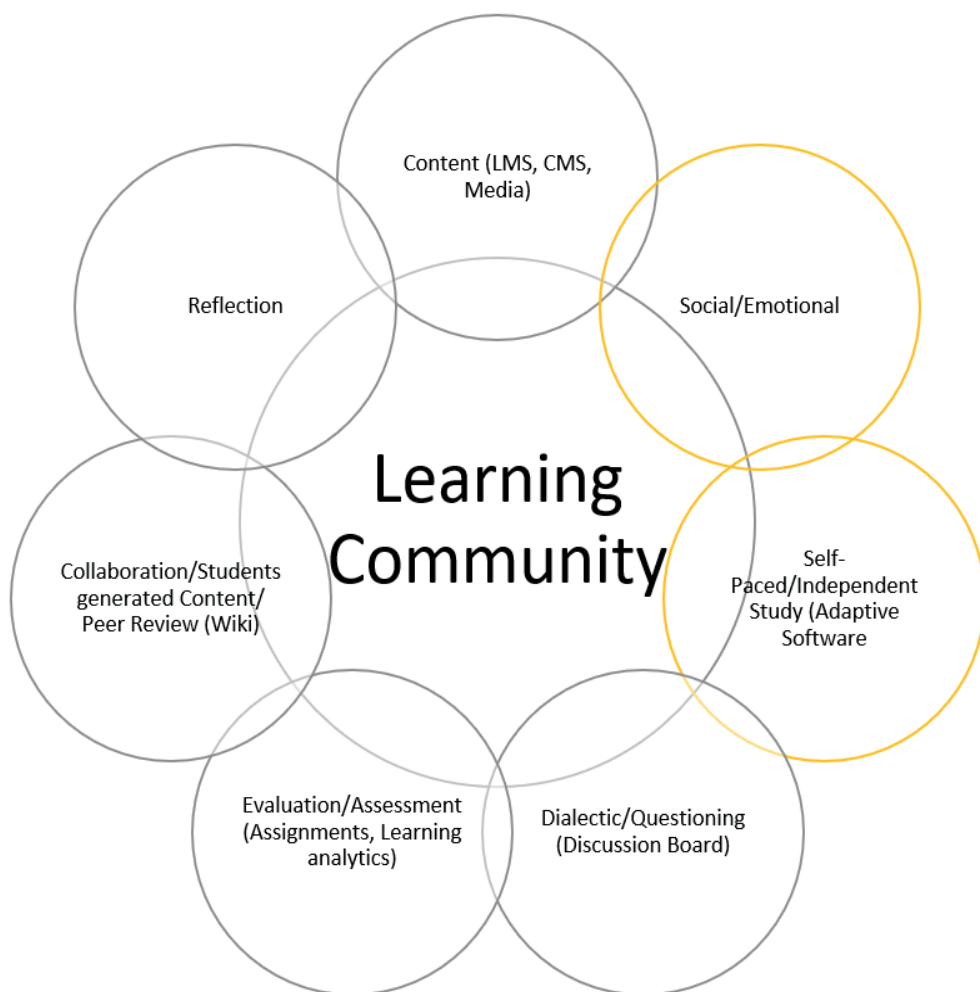 Content (LMS, CMS,
Media)
Social/Emotional
Self-
Paced/Independent
Study (Adaptive
Software
Dialectic/Questioning
(Discussion Board)
Evaluation/Assessment
(Assignments, Learning
analytics)
Collaboration/Students
generated Content/
Peer Review (Wiki)
Reflection
Learning
Community